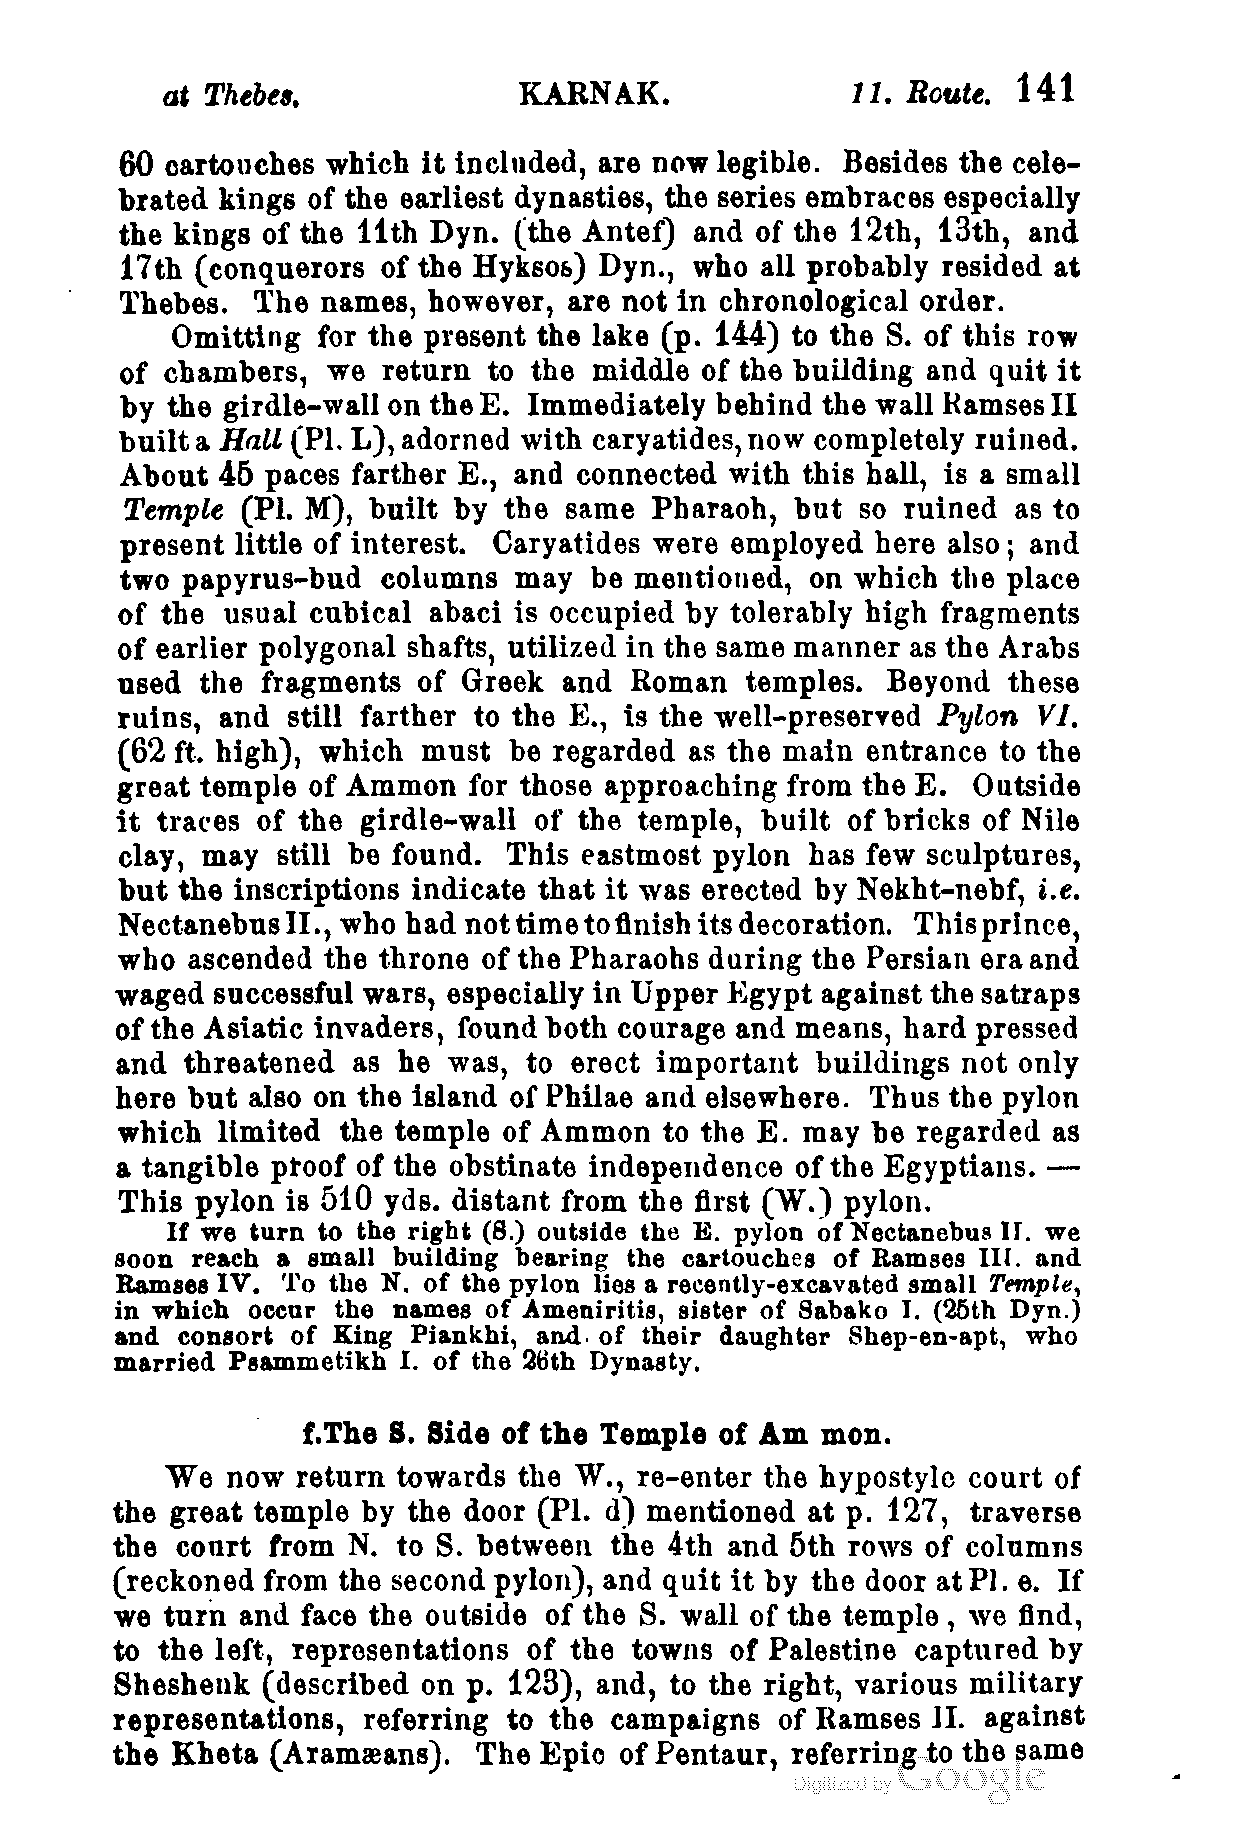 at Thebes. KARNAK. 11. Route. 141
60 cartouches which it included, are now legible. Besides the cele-
brated kings of the earliest dynasties, the series embraces especially
the kings of the 11th Dyn. (the Antef) and of the 12th, 13th, and
17th (conquerors of the Hyksos) Dyn., who all probably resided at
Thebes. The names, however, are not in chronological order.
Omitting for the present the lake (p. 144) to the S. of this row
of chambers, we return to the middle of the building and quit it
by the girdle-wall on the E. Immediately behind the wall Ramses II
built a Hall (Pl. L), adorned with caryatides, now completely ruined.
About 45 paces farther E., and connected with this hall, is a small
Temple (Pl. M), built by the same Pharaoh, but so ruined as to
present little of interest. Caryatides were employed here also; and
two papyrus-bud columns may be mentioned, on which the place
of the usual cubical abaci is occupied by tolerably high fragments
of earlier polygonal shafts, utilized in the same manner as the Arabs
used the fragments of Greek and Roman temples. Beyond these
ruins, and still farther to the E., is the well-preserved Pylon VI.
(62 ft. high), which must be regarded as the main entrance to the
great temple of Ammon for those approaching from the E. Outside
it traces of the girdle-wall of the temple, built of bricks of Nile
clay, may still be found. This eastmost pylon has few sculptures,
but the inscriptions indicate that it was erected by Nekht-nebf, i.e.
Nectanebus II., who had not time to finish its decoration. This prince,
who ascended the throne of the Pharaohs during the Persian era and
waged successful wars, especially in Upper Egypt against the satraps
of the Asiatic invaders, found both courage and means, hard pressed
and threatened as he was, to erect important buildings not only
here but also on the island of Philae and elsewhere. Thus the pylon
which limited the temple of Ammon to the E. may be regarded as
a tangible proof of the obstinate independence of the Egyptians. —
This pylon is 510 yds. distant from the first (W.) pylon.
If we turn to the right (S.) outside the E. pylon of Nectanebus II. we
soon reach a small building bearing the cartouches of Ramses III. and
Ramses IV. To the N. of the pylon lies a recently-excavated small Temple,
in which occur the names of Ameniritis, sister of Sabako I. (25th Dyn.)
and consort of King Piankhi, and of their daughter Shep-en-apt, who
married Psammetikh I. of the 26th Dynasty.
f. The S. Side of the Temple of Am mon.
We now return towards the W., re-enter the hypostyle court of
the great temple by the door (Pl. d) mentioned at p. 127, traverse
the court from N. to S. between the 4th and 5th rows of columns
(reckoned from the second pylon), and quit it by the door at Pl. e. If
we turn and face the outside of the S. wall of the temple, we find,
to the left, representations of the towns of Palestine captured by
Sheshenk (described on p. 123), and, to the right, various military
representations, referring to the campaigns of Ramses II. against
the Kheta (Aramæans). The Epic of Pentaur, referring to the same
Digitized by Google